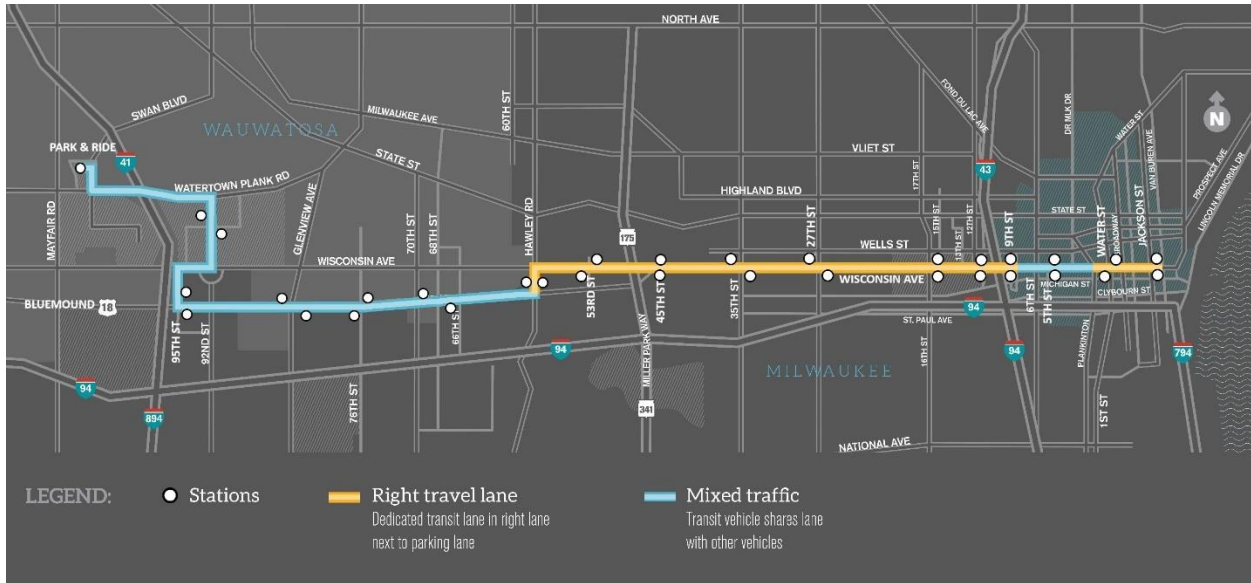 NORTH AVE
SWAN BLVD
MILWAUKEE AVE
60TH ST
FOND DU LAC AVE
DR MLK DR
WATER ST
VAN BUREN AVE
PROSPECT AVE
LINCOLN MEMORIAL DR
N
WAUWATOSA
PARK & RIDE
41
STATE ST
VLIET ST
43
17TH ST
WATERTOWN PLANK RD
HIGHLAND BLVD
MAYFAIR RD
GLENVIEW AVE
70TH ST
68TH ST
HAWLEY RD
175
27TH ST
15TH ST
13TH ST
12TH ST
9TH ST
STATE ST
WATER ST
BROADWAY
JACKSON ST
WELLS ST
WISCONSIN AVE
WISCONSIN AVE
MICHIGAN ST
CLYBOURN ST
BLUEMOUND
18
95TH ST
92ND ST
66TH ST
53RD ST
45TH ST
35TH ST
6TH ST
5TH ST
94
ST. PAUL AVE
16TH ST
PLANKINTON
94
94
794
MILLER PARK WAY
MILWAUKEE
94
894
76TH ST
341
1ST ST
NATIONAL AVE
LEGEND:
Stations
Right travel lane
Dedicated transit lane in right lane
next to parking lane
Mixed traffic
Transit vehicle shares lane
with other vehicles